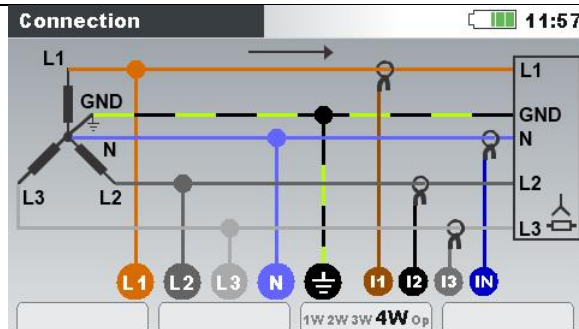 Connection 11:57
L1 L1
GND GND
N N
L3 L2 L2
L3
L1 L2 L3 N I1 I2 I3 IN
1W 2W 3W 4W Op